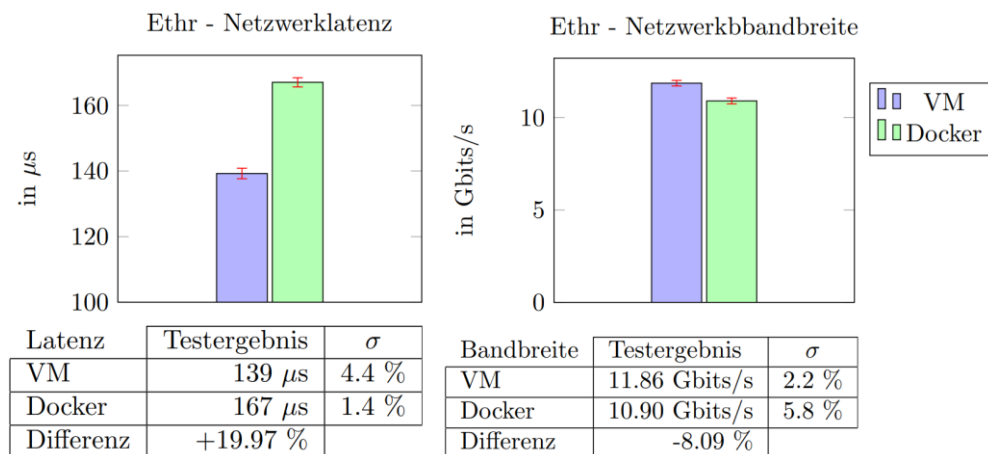 Ethr - Netzwerklatenz
in μs
160
140
120
100
Latenz Testergebnis σ
VM 139 μs 4.4 %
Docker 167 μs 1.4 %
Differenz +19.97 %
Ethr - Netzwerkbbandbreite
in Gbits/s
10
5
0
VM
Docker
Bandbreite Testergebnis σ
VM 11.86 Gbits/s 2.2 %
Docker 10.90 Gbits/s 5.8 %
Differenz -8.09 %